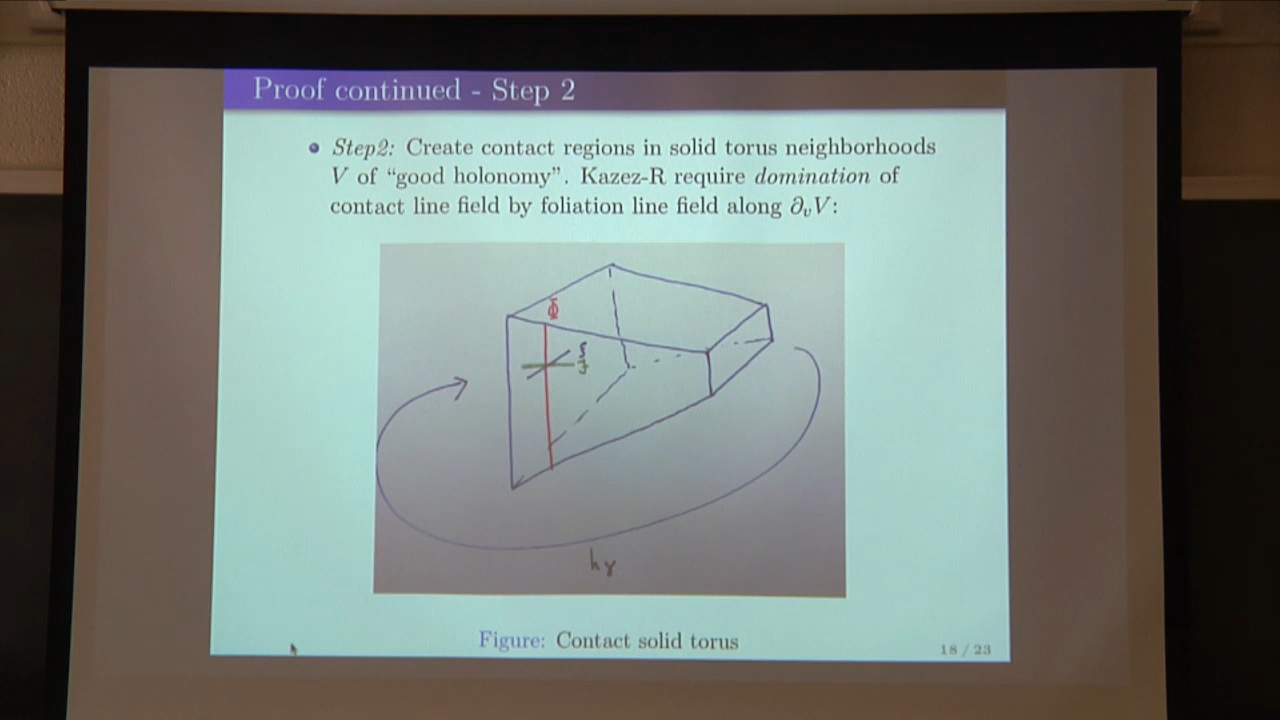 Proof continued - Step 2
Step2: Create contact regions in solid torus neighborhoods
V of “good holonomy”. Kazez-R require domination of
contact line field by foliation line field along ∂ᵥV:
Φ
ξ
hγ
Figure: Contact solid torus
18 / 23